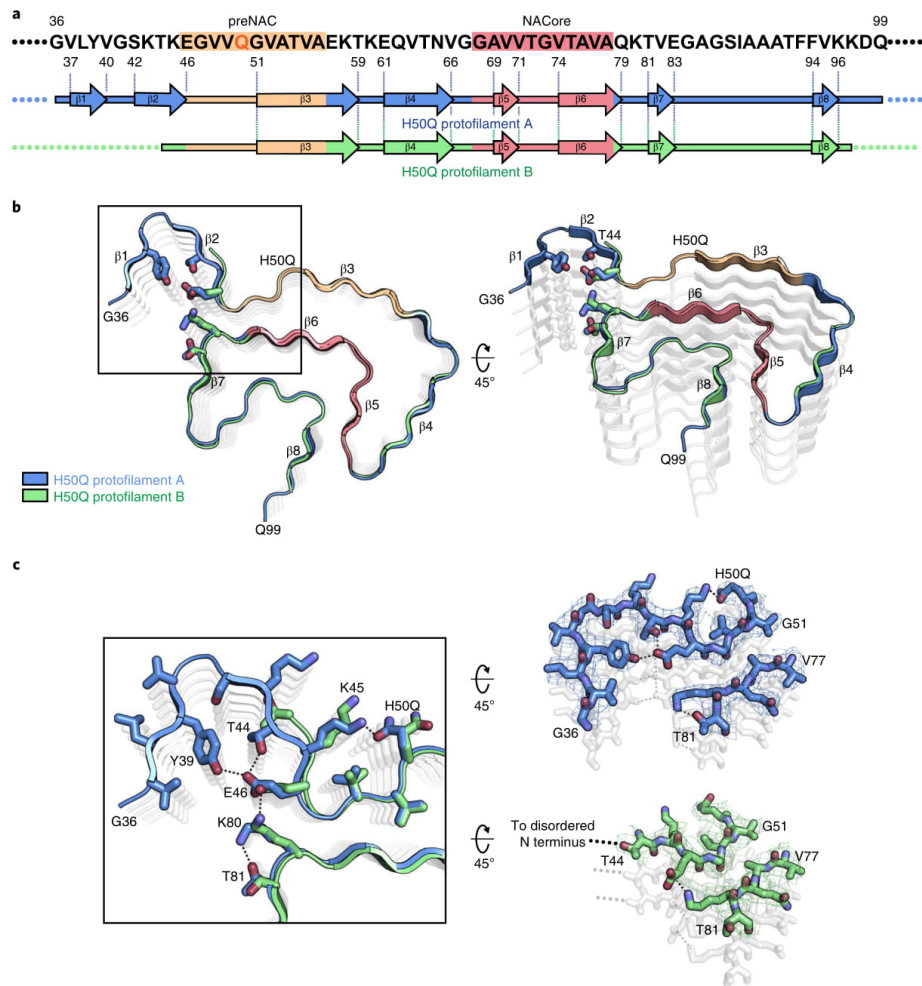 a
36 preNAC NACore 99
GVLYVGSKTKEGVVQGVATVAEKTKEQVTNVGGAVVTGVTAVAQKTVEGAGSIAAATFFVKKDQ
37 40 42 46 51 59 61 66 69 71 74 79 81 83 94 96
β1 β2 β3 β4 β5 β6 β7 β8
H50Q protofilament A
β3 β4 β5 β6 β7 β8
H50Q protofilament B
b
β1 β2 H50Q β3
G36 β6
β7 β5 β4
β8
Q99
45°
β2
T44 H50Q β3
β1
G36 β6
β7 β5 β4
β8
Q99
H50Q protofilament A
H50Q protofilament B
c
K45
H50Q
T44
Y39
E46
G36
K80
T81
45°
H50Q
G51
V77
G36
T81
45°
To disordered
N terminus
G51
T44
V77
T81